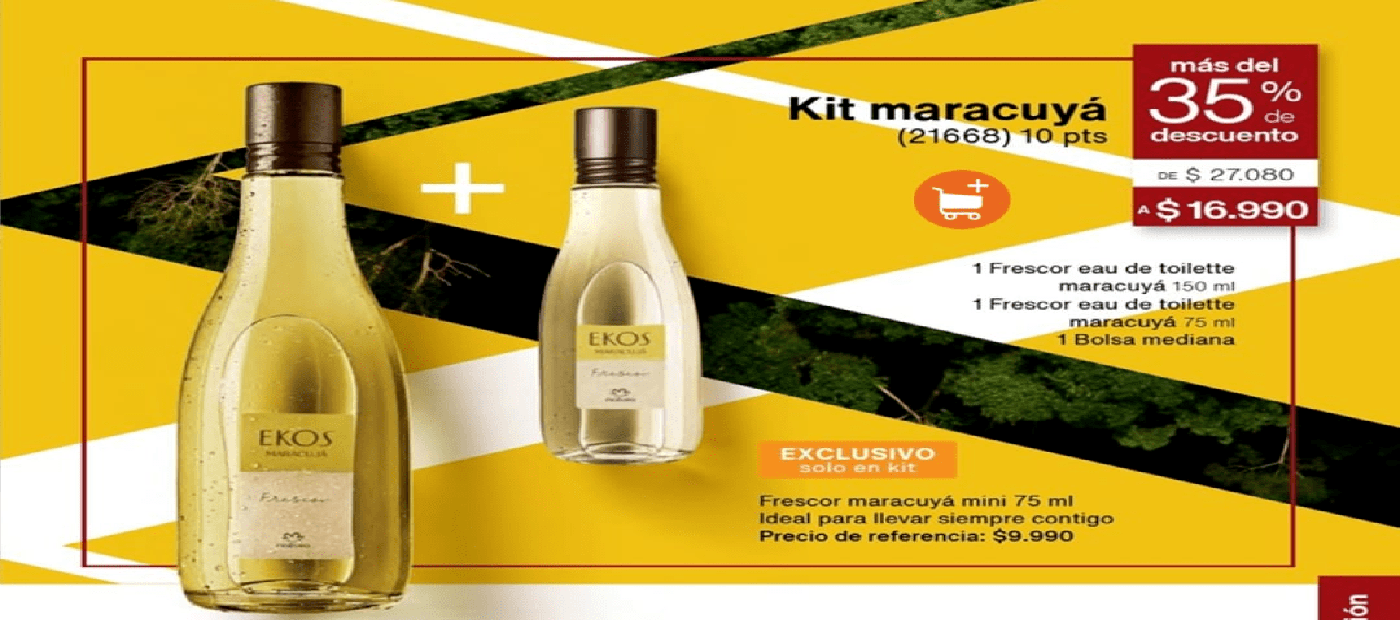 Kit maracuyá
(21668) 10 pts
más del
35%
de
descuento
DE $ 27.080
A $ 16.990
1 Frescor eau de toilette
maracuyá 150 ml
1 Frescor eau de toilette
maracuyá 75 ml
1 Bolsa mediana
EKOS
MARACUJÁ
Frescor
natura
EKOS
MARACUJÁ
Frescor
natura
EXCLUSIVO
solo en kit
Frescor maracuyá mini 75 ml
Ideal para llevar siempre contigo
Precio de referencia: $9.990
ión